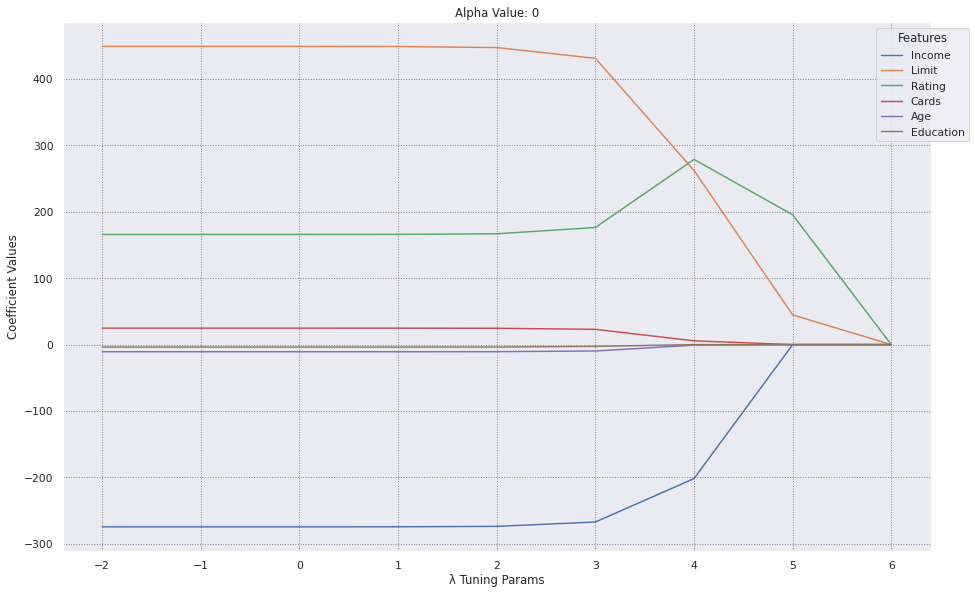 Alpha Value: 0
Features
Income
Limit
Rating
Cards
Age
Education
Coefficient Values
400
300
200
100
0
−100
−200
−300
−2
−1
0
1
2
3
4
5
6
λ Tuning Params